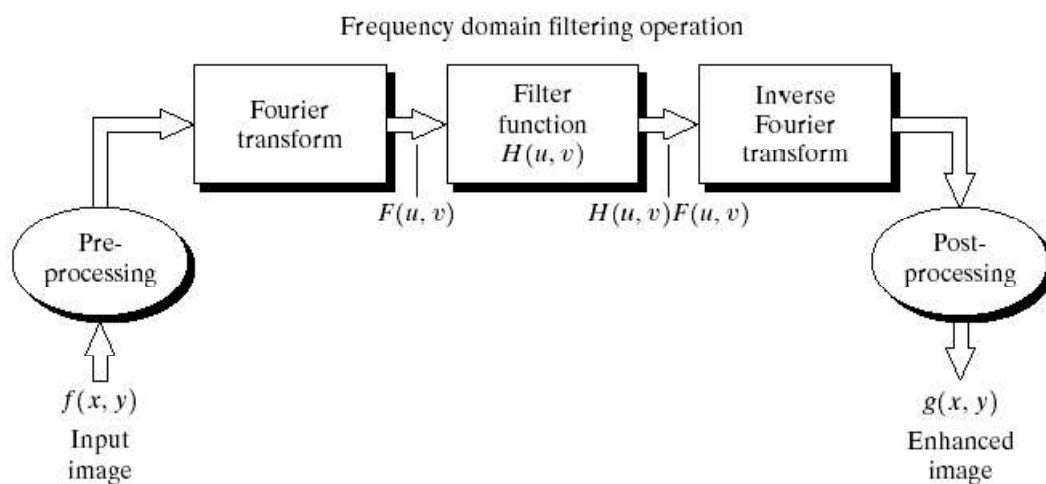 Frequency domain filtering operation
Fourier
transform
Filter
function
H(u, v)
Inverse
Fourier
transform
F(u, v)
H(u, v)F(u, v)
Pre-
processing
Post-
processing
f(x, y)
Input
image
g(x, y)
Enhanced
image